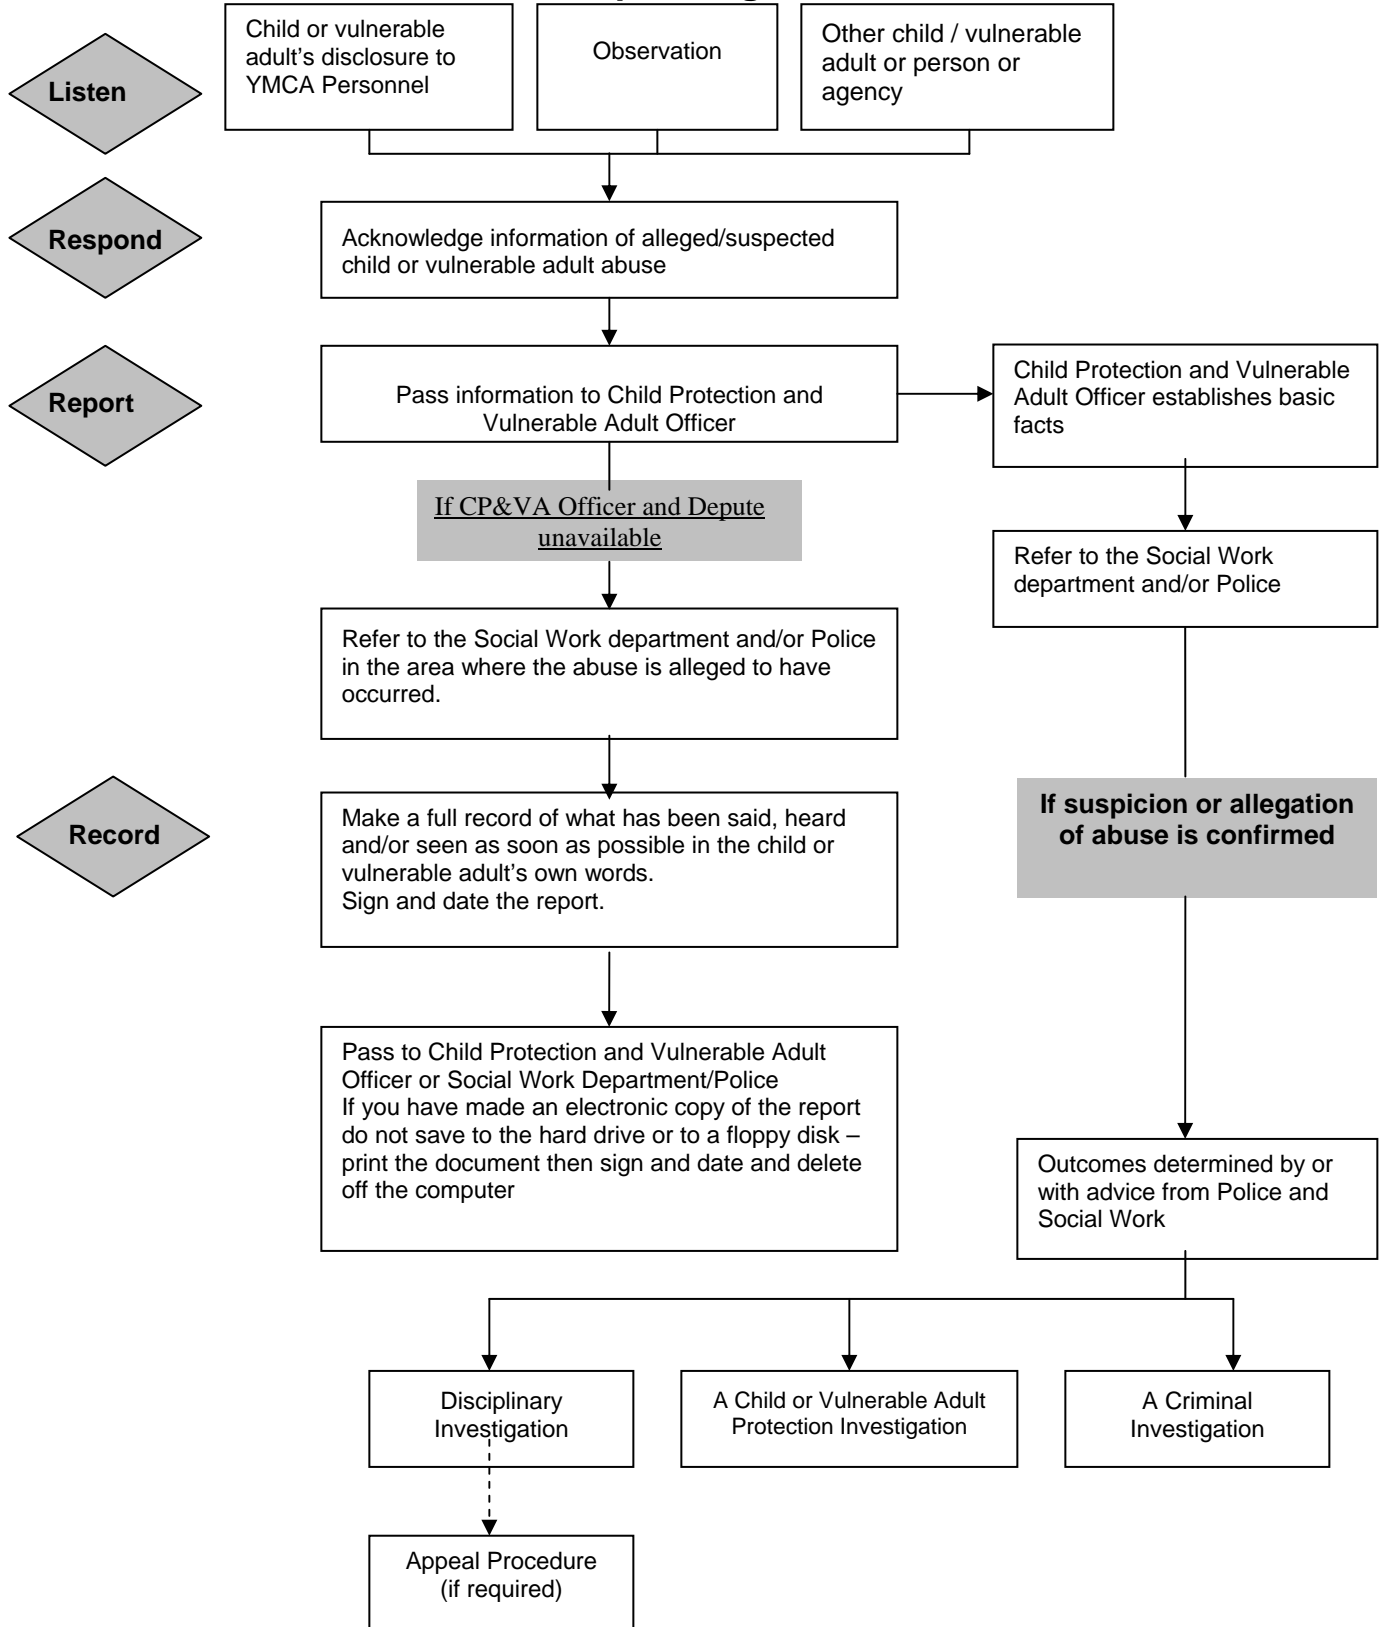 Listen
Child or vulnerable
adult's disclosure to
YMCA Personnel
Observation
Other child / vulnerable
adult or person or
agency
Respond
Acknowledge information of alleged/suspected
child or vulnerable adult abuse
Report
Pass information to Child Protection and
Vulnerable Adult Officer
Child Protection and Vulnerable
Adult Officer establishes basic
facts
If CP&VA Officer and Depute
unavailable
Refer to the Social Work
department and/or Police
Refer to the Social Work department and/or Police
in the area where the abuse is alleged to have
occurred.
Record
Make a full record of what has been said, heard
and/or seen as soon as possible in the child or
vulnerable adult's own words.
Sign and date the report.
If suspicion or allegation
of abuse is confirmed
Pass to Child Protection and Vulnerable Adult
Officer or Social Work Department/Police
If you have made an electronic copy of the report
do not save to the hard drive or to a floppy disk –
print the document then sign and date and delete
off the computer
Outcomes determined by or
with advice from Police and
Social Work
Disciplinary
Investigation
A Child or Vulnerable Adult
Protection Investigation
A Criminal
Investigation
Appeal Procedure
(if required)